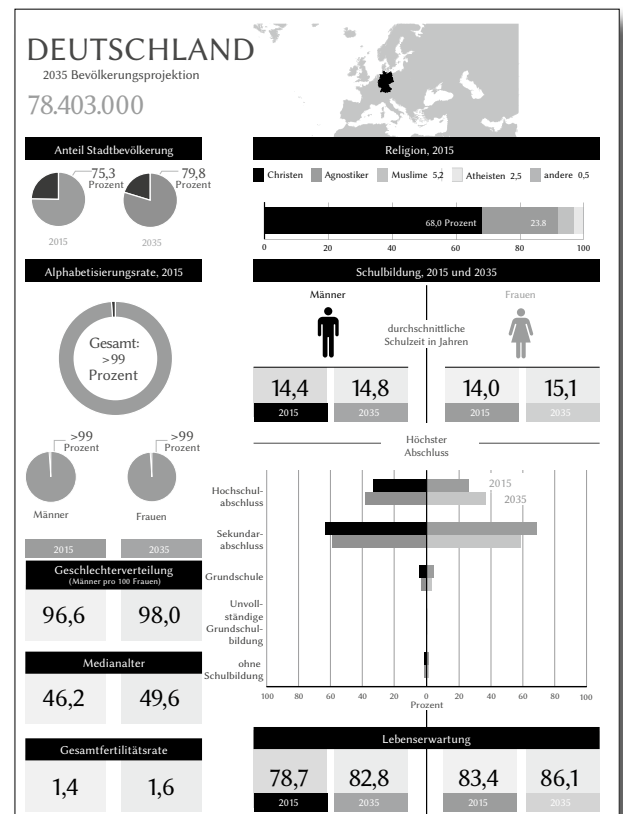 DEUTSCHLAND
2035 Bevölkerungsprojektion
78.403.000
Anteil Stadtbevölkerung
75,3
Prozent
79,8
Prozent
2015
2035
Religion, 2015
Christen
Agnostiker
Muslime 5,2
Atheisten 2,5
andere 0,5
68,0 Prozent
23.8
0 20 40 60 80 100
Alphabetisierungsrate, 2015
Gesamt:
>99
Prozent
>99
Prozent
>99
Prozent
Männer
Frauen
2015
2035
Geschlechterverteilung
(Männer pro 100 Frauen)
96,6
98,0
Medianalter
46,2
49,6
Gesamtfertilitätsrate
1,4
1,6
Schulbildung, 2015 und 2035
Männer
Frauen
durchschnittliche
Schulzeit in Jahren
14,4
14,8
14,0
15,1
2015
2035
2015
2035
Höchster
Abschluss
2015
2035
Hochschul-
abschluss
Sekundar-
abschluss
Grundschule
Unvoll-
ständige
Grundschul-
bildung
ohne
Schulbildung
100 80 60 40 20 0 20 40 60 80 100
Prozent
Lebenserwartung
78,7
82,8
83,4
86,1
2015
2035
2015
2035